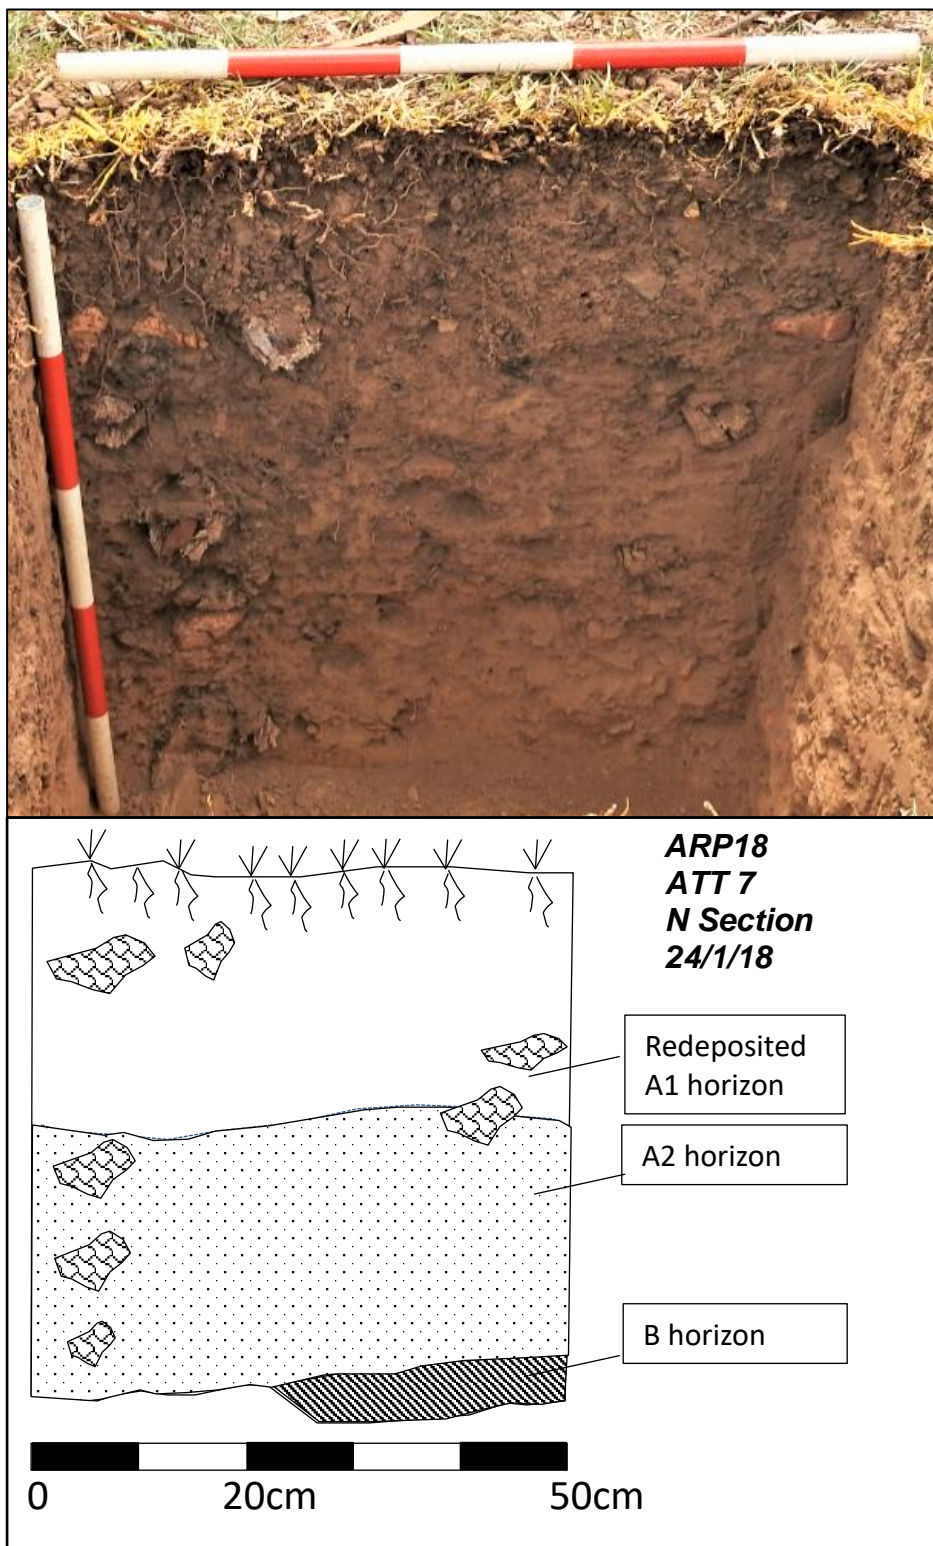 ARP18
ATT 7
N Section
24/1/18
Redeposited
A1 horizon
A2 horizon
B horizon
0 20cm 50cm